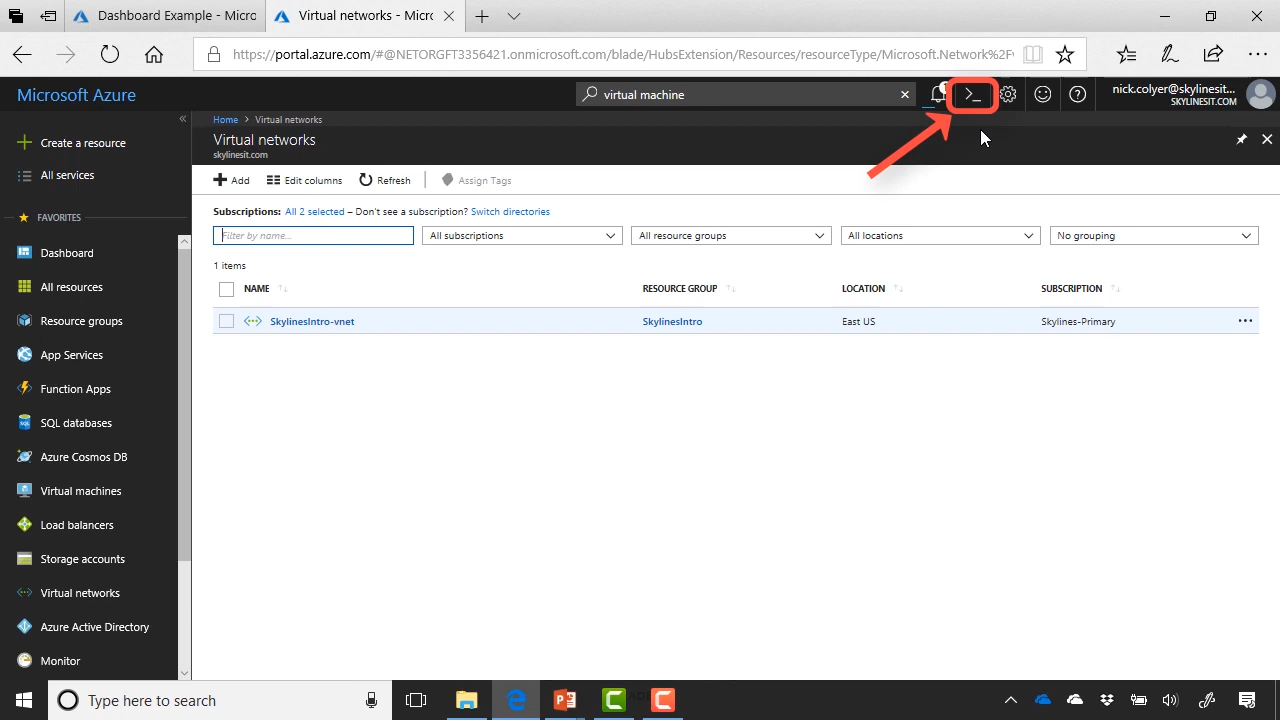 Dashboard Example - Micro
Virtual networks - Micro
https://portal.azure.com/#@NETORGFT3356421.onmicrosoft.com/blade/HubsExtension/Resources/resourceType/Microsoft.Network%2F
Microsoft Azure
virtual machine
nick.colyer@skylinesit...
SKYLINESIT.COM
Home > Virtual networks
Virtual networks
skylinesit.com
Create a resource
All services
FAVORITES
Dashboard
All resources
Resource groups
App Services
Function Apps
SQL databases
Azure Cosmos DB
Virtual machines
Load balancers
Storage accounts
Virtual networks
Azure Active Directory
Monitor
Add Edit columns Refresh Assign Tags
Subscriptions: All 2 selected – Don't see a subscription? Switch directories
Filter by name... All subscriptions All resource groups All locations No grouping
1 items
NAME RESOURCE GROUP LOCATION SUBSCRIPTION
SkylinesIntro-vnet SkylinesIntro East US Skylines-Primary
Type here to search